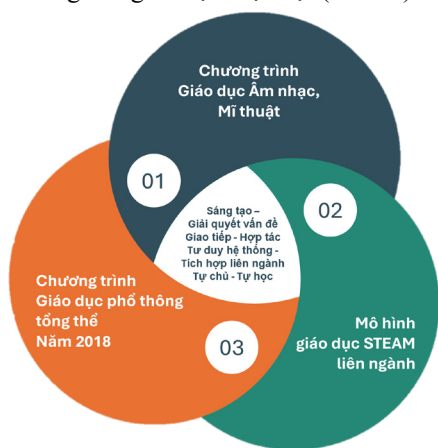 Chương trình
Giáo dục Âm nhạc,
Mĩ thuật
01
02
Sáng tạo –
Giải quyết vấn đề
Giao tiếp - Hợp tác
Tư duy hệ thống -
Tích hợp liên ngành
Tự chủ - Tự học
Chương trình
Giáo dục phổ thông
tổng thể
Năm 2018
03
Mô hình
giáo dục STEAM
liên ngành